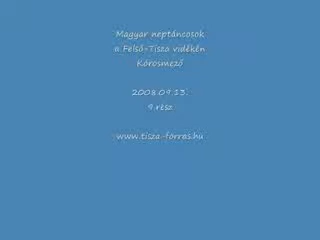 Magyar néptáncosok
a Felső-Tisza vidékén
Kőrösmező
2008.09.13.
9.rész
www.tisza-forras.hu